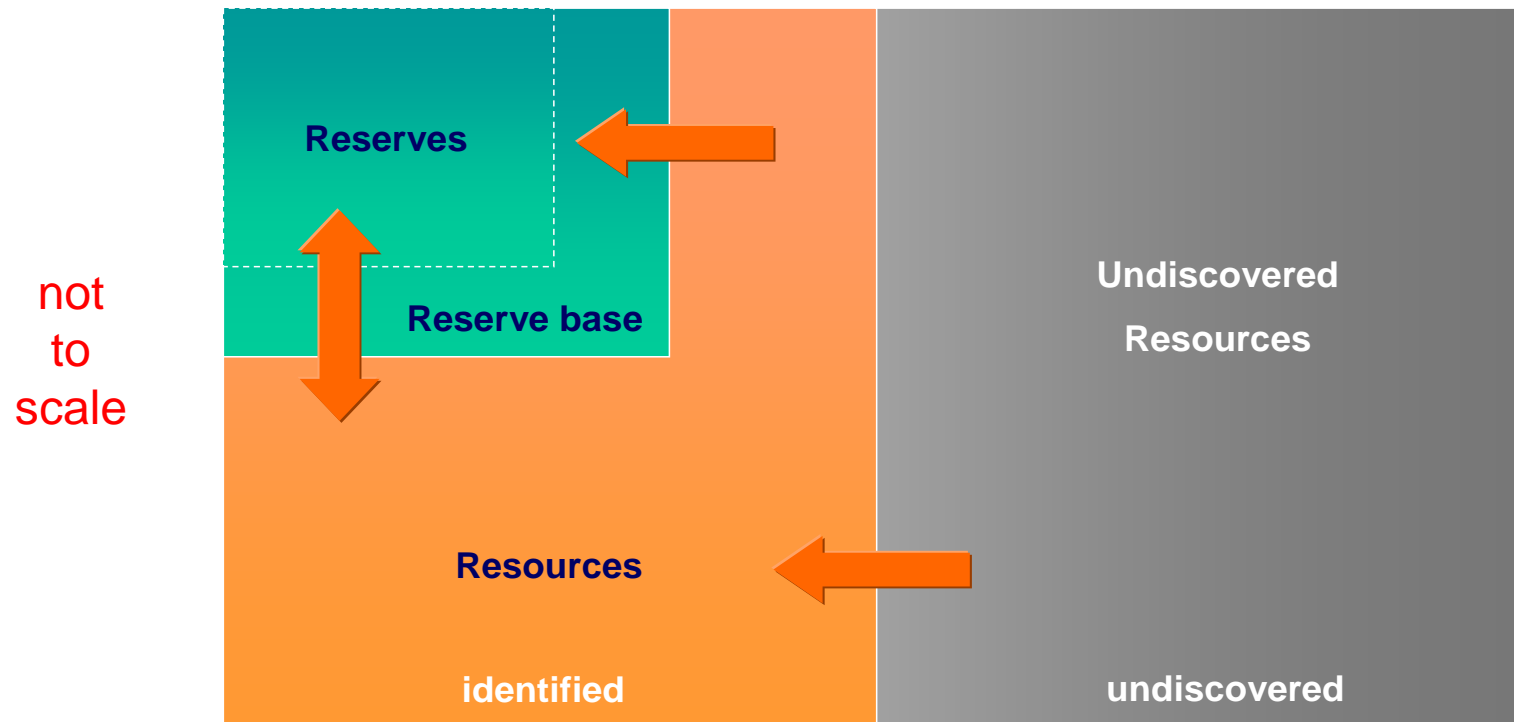 Reserves
not
to
scale
Reserve base
Undiscovered
Resources
Resources
identified
undiscovered